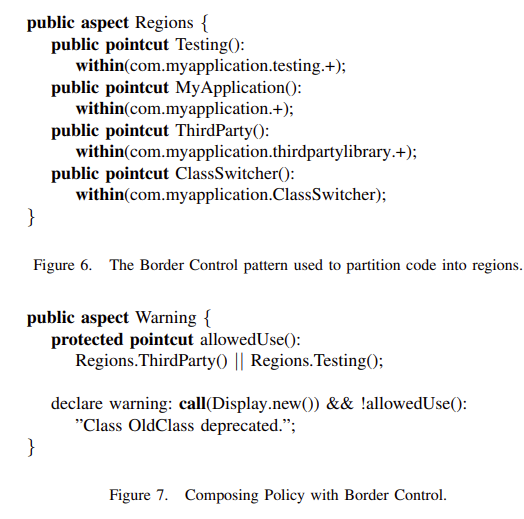 public aspect Regions {
public pointcut Testing():
within(com.myapplication.testing.+);
public pointcut MyApplication():
within(com.myapplication.+);
public pointcut ThirdParty():
within(com.myapplication.thirdpartylibrary.+);
public pointcut ClassSwitcher():
within(com.myapplication.ClassSwitcher);
}
Figure 6. The Border Control pattern used to partition code into regions.
public aspect Warning {
protected pointcut allowedUse():
Regions.ThirdParty() || Regions.Testing();
declare warning: call(Display.new()) && !allowedUse():
”Class OldClass deprecated.”;
}
Figure 7. Composing Policy with Border Control.